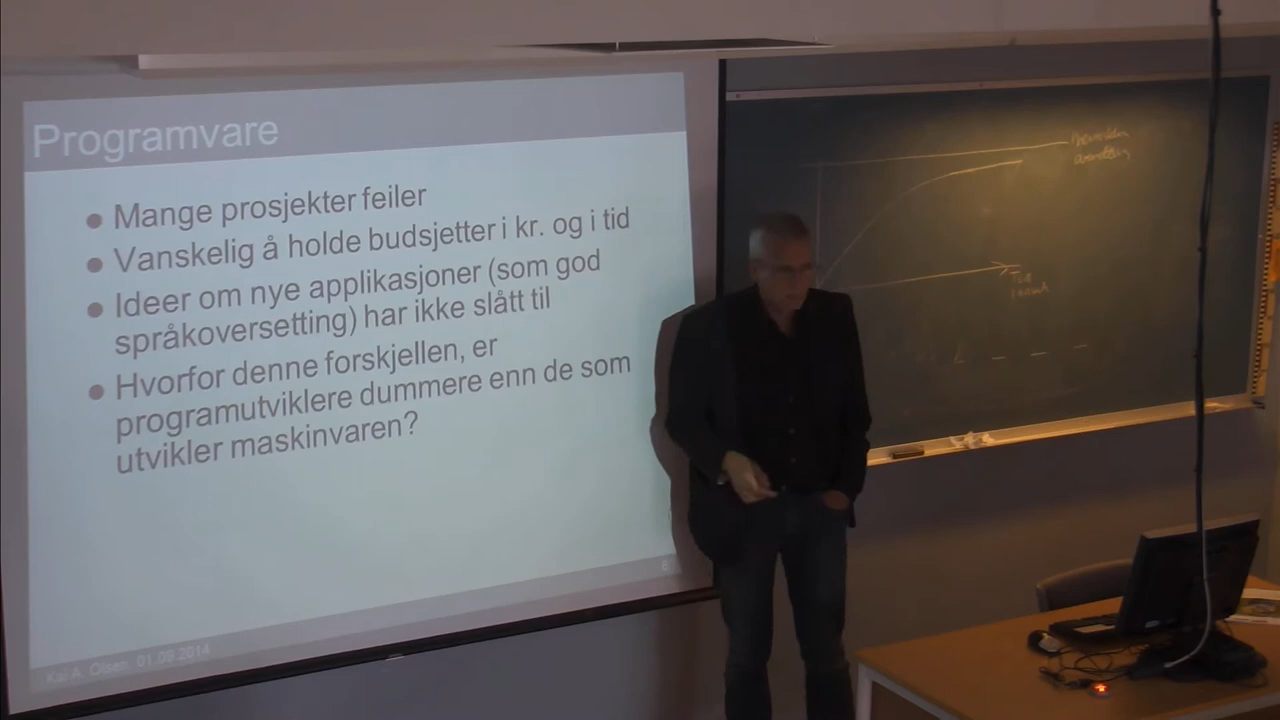 Programvare
Mange prosjekter feiler
Vanskelig å holde budsjetter i kr. og i tid
Ideer om nye applikasjoner (som god
språkoversetting) har ikke slått til
Hvorfor denne forskjellen, er
programutviklere dummere enn de som
utvikler maskinvaren?
Kai A. Olsen, 01.09.2014